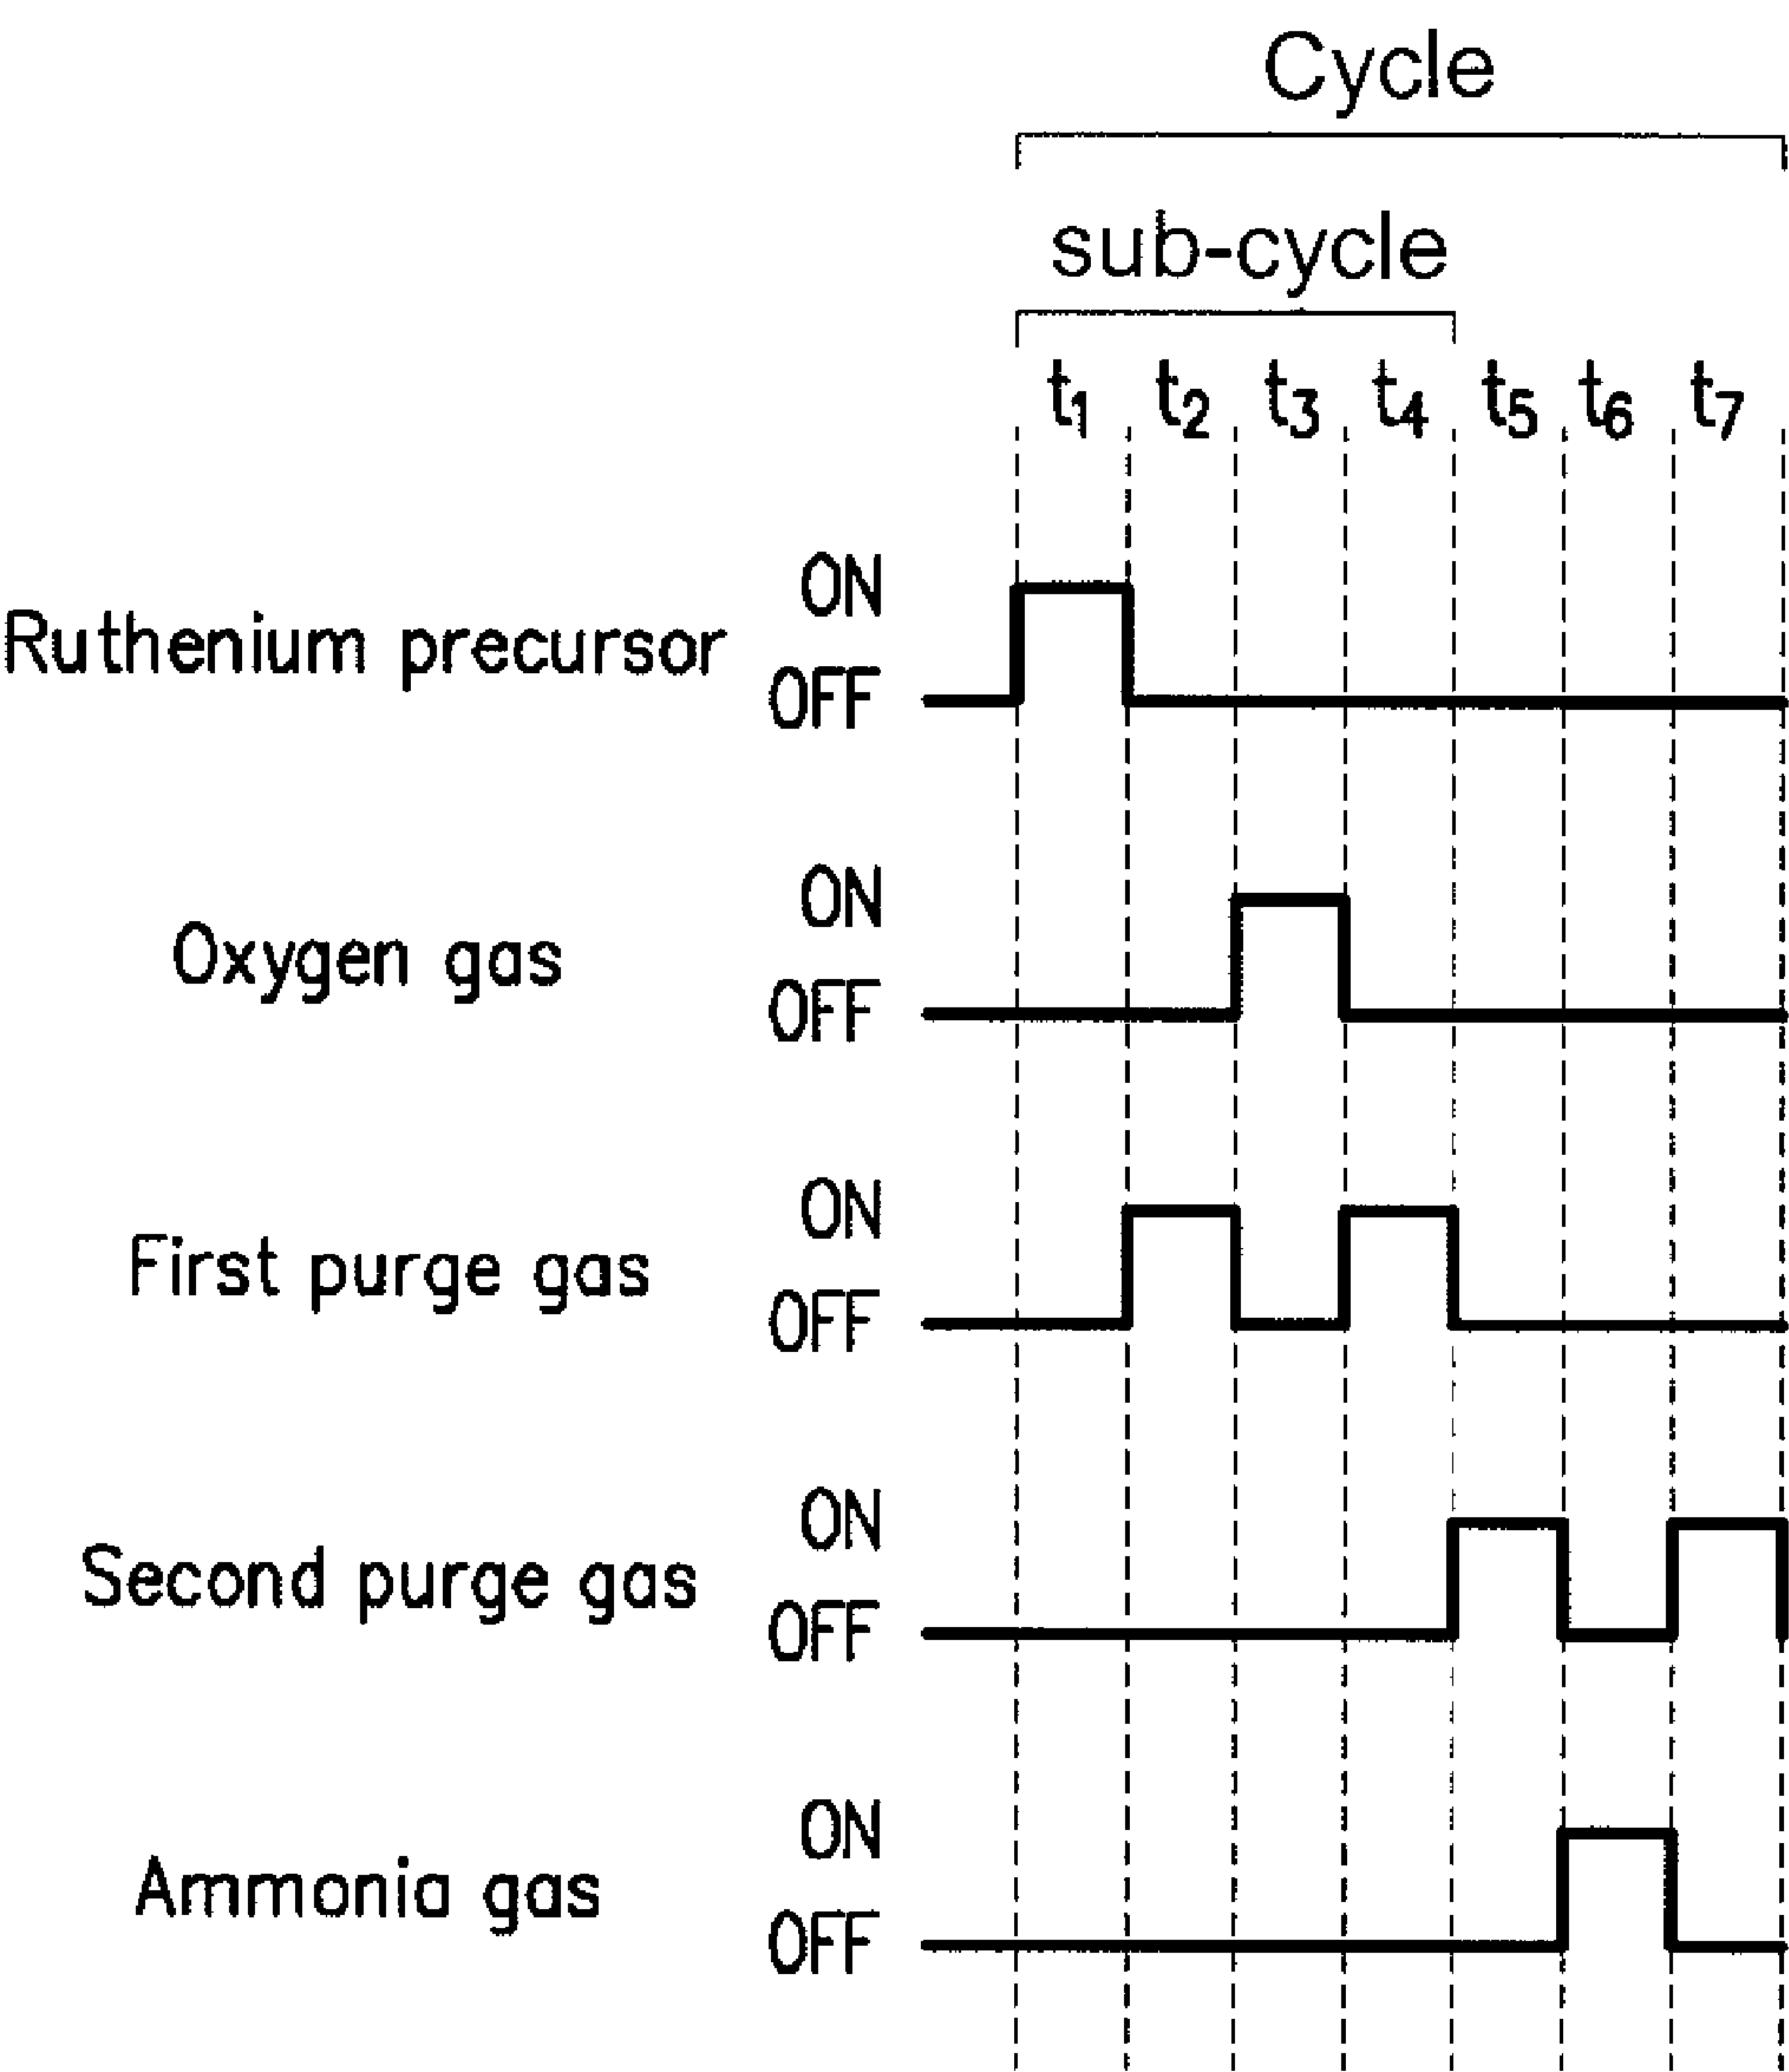 Cycle
sub-cycle
t1 t2 t3 t4 t5 t6 t7
ON
Ruthenium precursor
OFF
ON
Oxygen gas
OFF
ON
First purge gas
OFF
ON
Second purge gas
OFF
ON
Ammonia gas
OFF